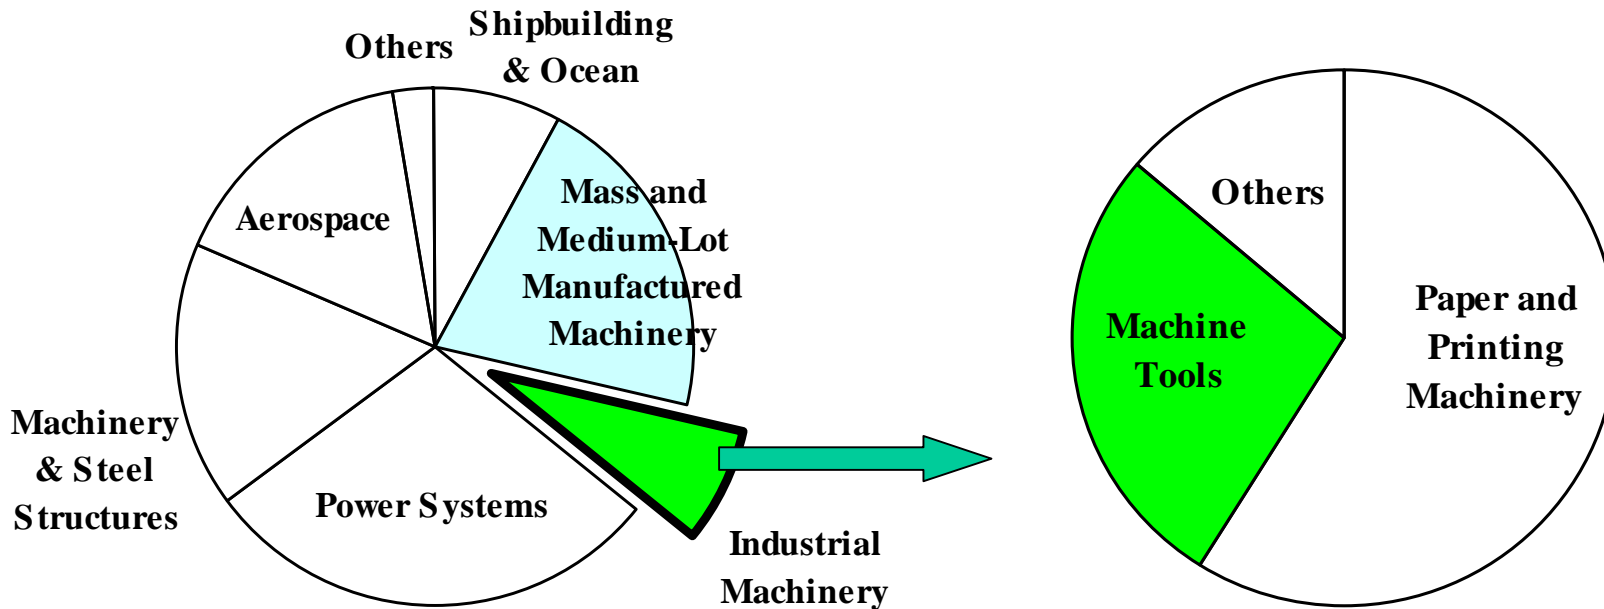 Others
Shipbuilding
& Ocean
Mass and
Medium-Lot
Manufactured
Machinery
Aerospace
Machinery
& Steel
Structures
Power Systems
Industrial
Machinery
Others
Machine
Tools
Paper and
Printing
Machinery